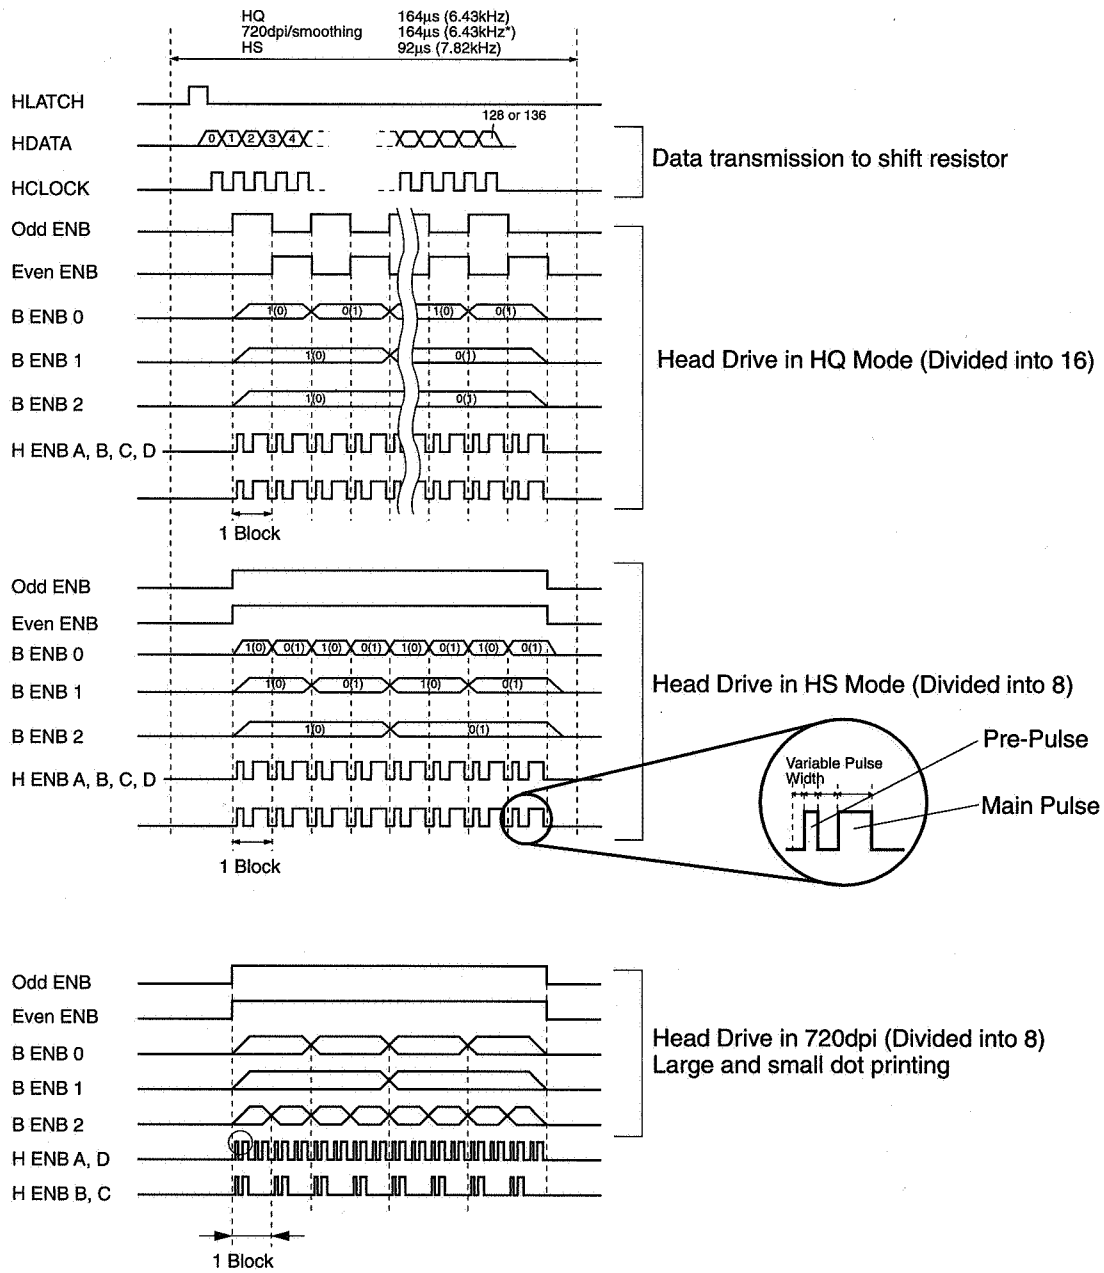 HQ 164µs (6.43kHz)
720dpi/smoothing 164µs (6.43kHz*)
HS 92µs (7.82kHz)
HLATCH
128 or 136
HDATA 0 1 2 3 4
Data transmission to shift resistor
HCLOCK
Odd ENB
Even ENB
B ENB 0 1(0) 0(1) 1(0) 0(1)
B ENB 1 1(0) 0(1)
Head Drive in HQ Mode (Divided into 16)
B ENB 2 1(0) 0(1)
H ENB A, B, C, D
1 Block
Odd ENB
Even ENB
B ENB 0 1(0) 0(1) 1(0) 0(1) 1(0) 0(1) 1(0) 0(1)
B ENB 1 1(0) 0(1) 1(0) 0(1)
Head Drive in HS Mode (Divided into 8)
B ENB 2 1(0) 0(1)
Pre-Pulse
Variable Pulse
Width
H ENB A, B, C, D
Main Pulse
1 Block
Odd ENB
Even ENB
Head Drive in 720dpi (Divided into 8)
Large and small dot printing
B ENB 0
B ENB 1
B ENB 2
H ENB A, D
H ENB B, C
1 Block